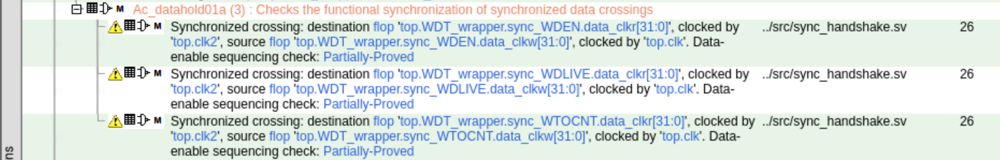 M Ac_datahold01a (3) : Checks the functional synchronization of synchronized data crossings
M Synchronized crossing: destination flop 'top.WDT_wrapper.sync_WDEN.data_clkr[31:0]', clocked by ../src/sync_handshake.sv 26
'top.clk2', source flop 'top.WDT_wrapper.sync_WDEN.data_clkw[31:0]', clocked by 'top.clk'. Data-
enable sequencing check: Partially-Proved
M Synchronized crossing: destination flop 'top.WDT_wrapper.sync_WDLIVE.data_clkr[31:0]', clocked by ../src/sync_handshake.sv 26
'top.clk2', source flop 'top.WDT_wrapper.sync_WDLIVE.data_clkw[31:0]', clocked by 'top.clk'. Data-
enable sequencing check: Partially-Proved
M Synchronized crossing: destination flop 'top.WDT_wrapper.sync_WTOCNT.data_clkr[31:0]', clocked by ../src/sync_handshake.sv 26
'top.clk2', source flop 'top.WDT_wrapper.sync_WTOCNT.data_clkw[31:0]', clocked by 'top.clk'. Data-
enable sequencing check: Partially-Proved
ns